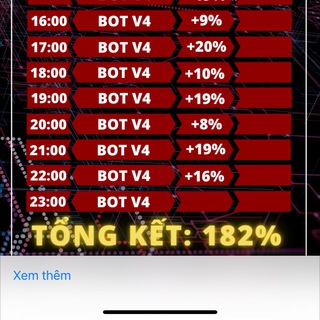 16:00 BOT V4 +9%
17:00 BOT V4 +20%
18:00 BOT V4 +10%
19:00 BOT V4 +19%
20:00 BOT V4 +8%
21:00 BOT V4 +19%
22:00 BOT V4 +16%
23:00 BOT V4
TỔNG KẾT: 182%
Xem thêm